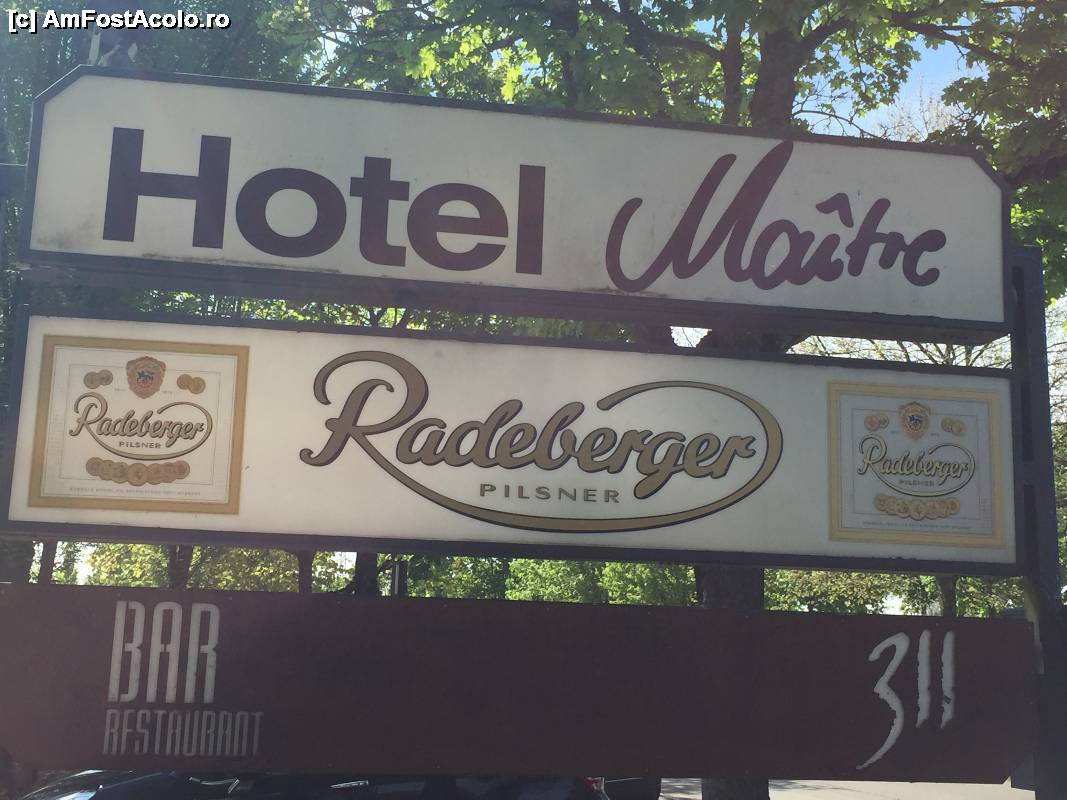 [c] AmFostAcolo.ro
Hotel Maître
Radeberger
PILSNER
Radeberger
PILSNER
Radeberger
PILSNER
BAR
RESTAURANT
311